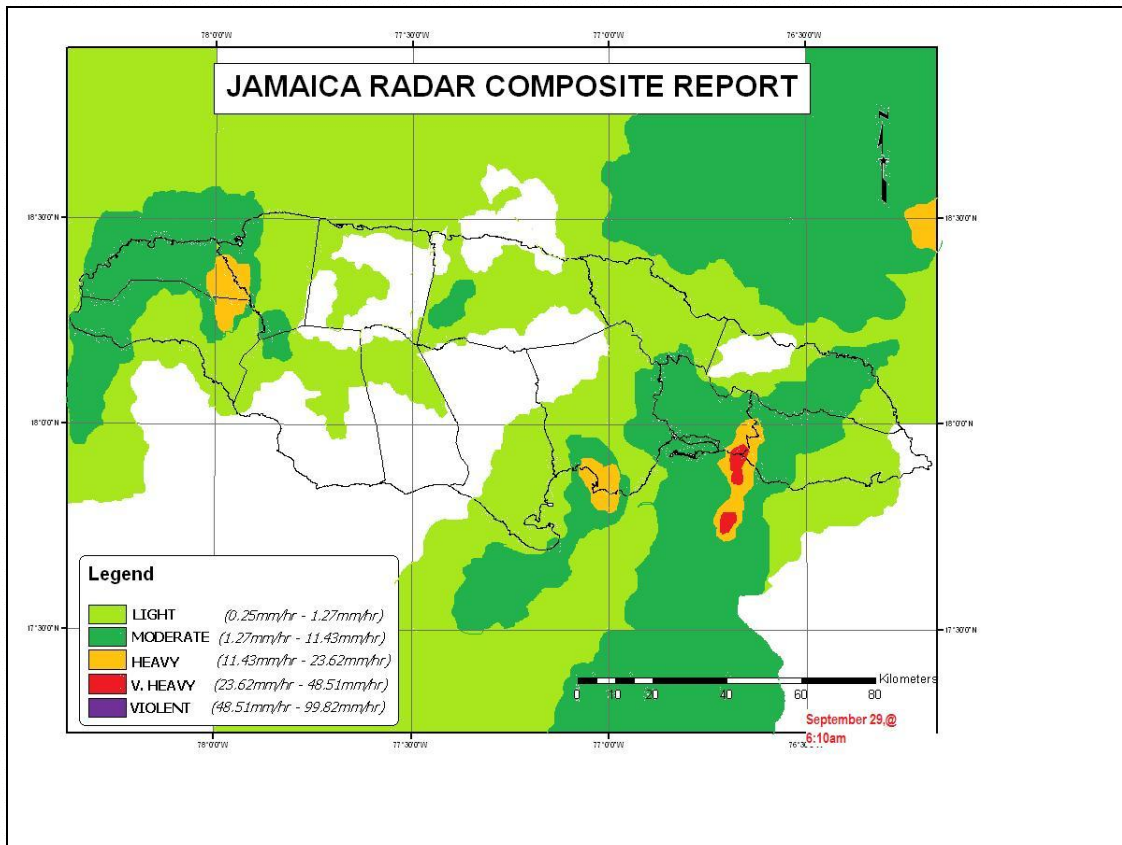 78°0'0"W 77°30'0"W 77°0'0"W 76°30'0"W
JAMAICA RADAR COMPOSITE REPORT
N
18°30'0"N 18°30'0"N
18°0'0"N 18°0'0"N
17°30'0"N 17°30'0"N
Legend
LIGHT (0.25mm/hr - 1.27mm/hr)
MODERATE (1.27mm/hr - 11.43mm/hr)
HEAVY (11.43mm/hr - 23.62mm/hr)
V. HEAVY (23.62mm/hr - 48.51mm/hr)
VIOLENT (48.51mm/hr - 99.82mm/hr)
Kilometers
0 10 20 40 60 80
September 29,@
6:10am
78°0'0"W 77°30'0"W 77°0'0"W